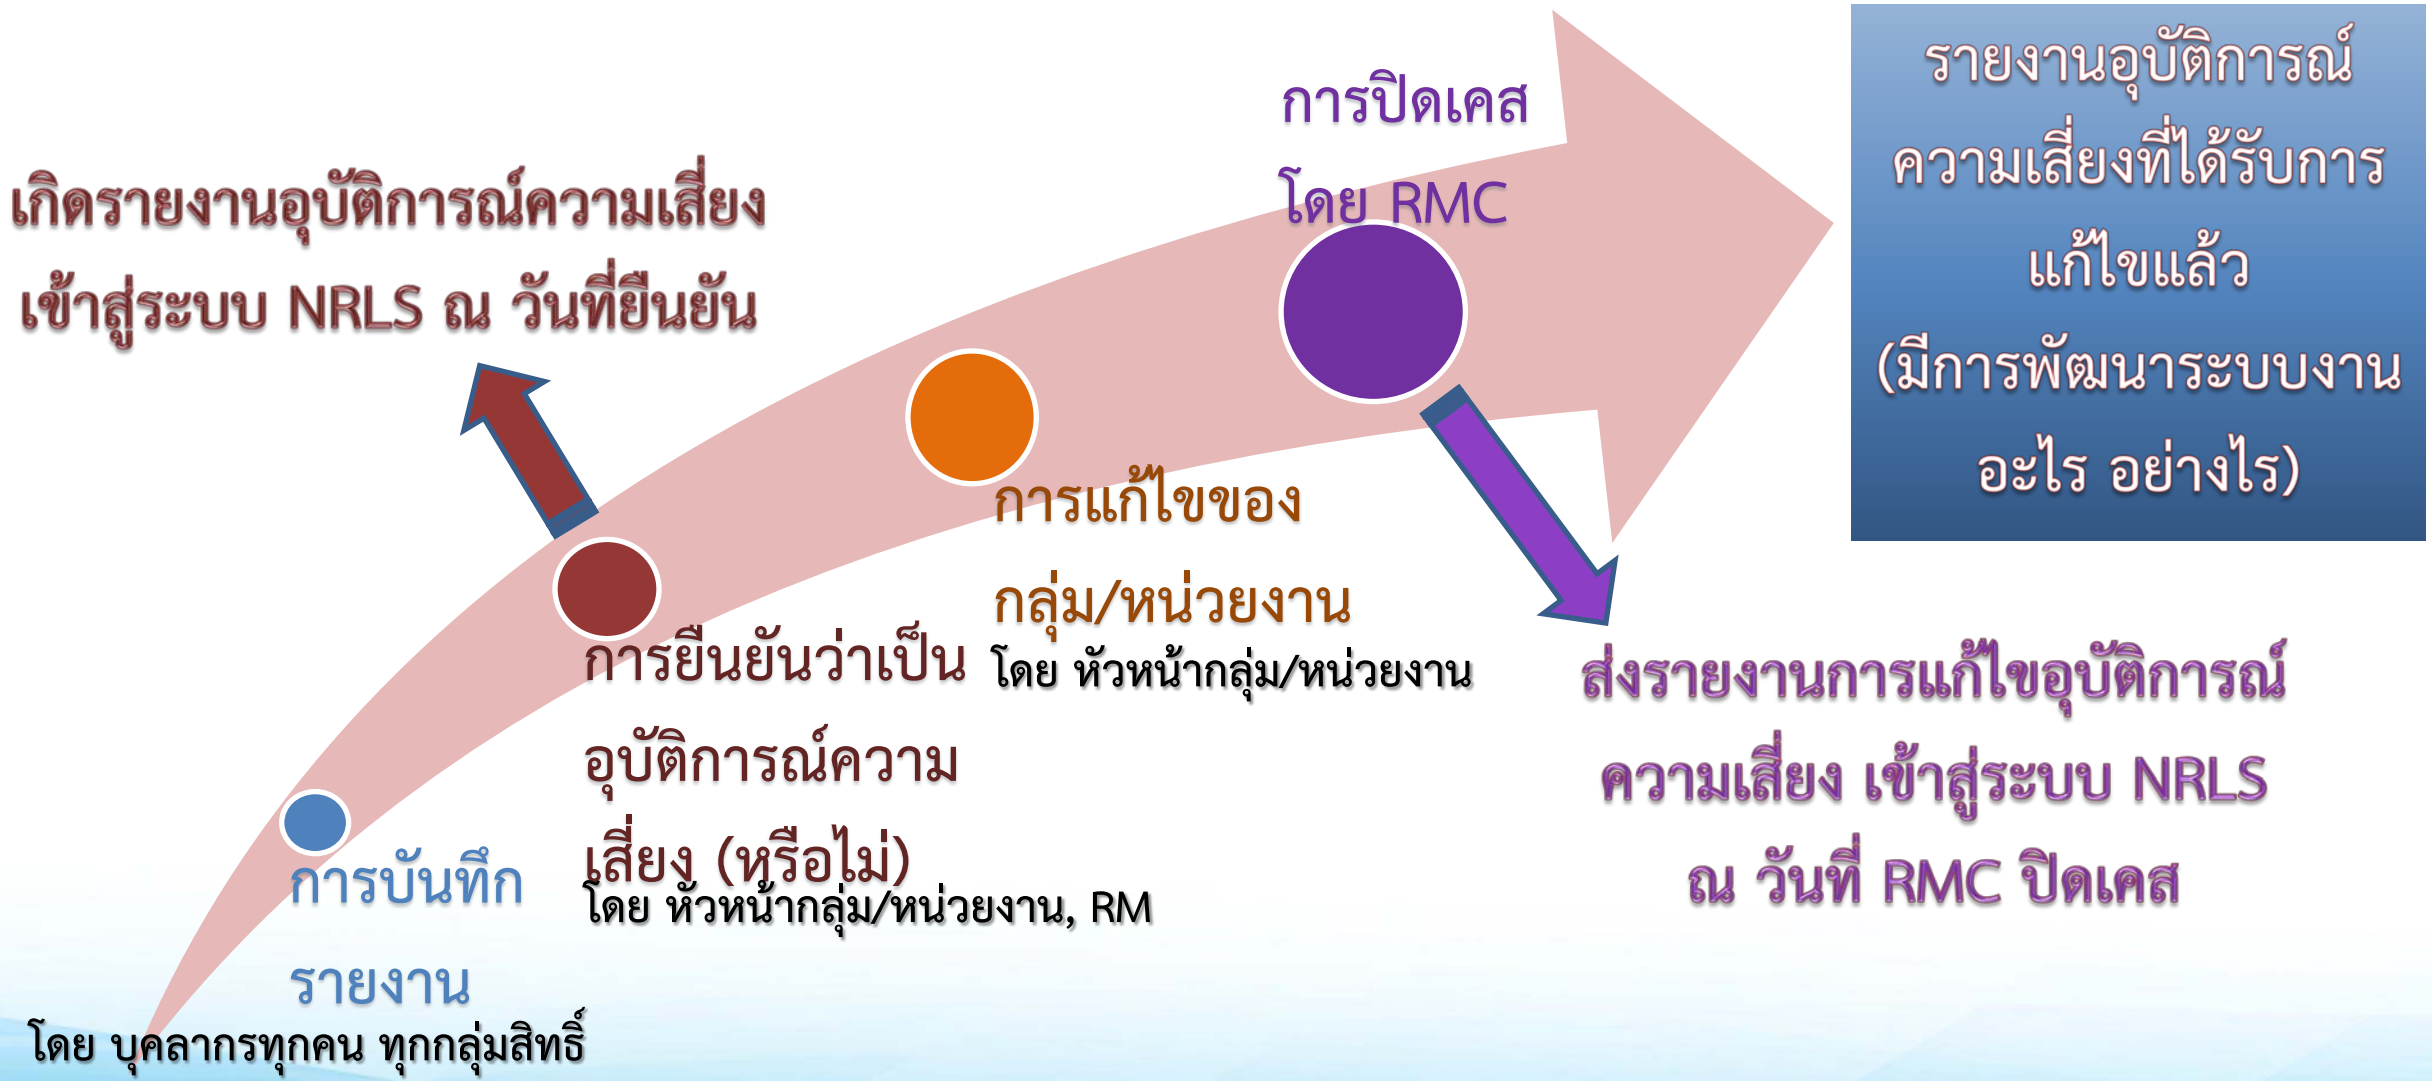 เกิดรายงานอุบัติการณ์ความเสี่ยง
เข้าสู่ระบบ NRLS ณ วันที่ยืนยัน
การบันทึก
รายงาน
โดย บุคลากรทุกคน ทุกกลุ่มสิทธิ์
การยืนยันว่าเป็น
อุบัติการณ์ความ
เสี่ยง (หรือไม่)
โดย หัวหน้ากลุ่ม/หน่วยงาน, RM
การแก้ไขของ
กลุ่ม/หน่วยงาน
โดย หัวหน้ากลุ่ม/หน่วยงาน
การปิดเคส
โดย RMC
ส่งรายงานการแก้ไขอุบัติการณ์
ความเสี่ยง เข้าสู่ระบบ NRLS
ณ วันที่ RMC ปิดเคส
รายงานอุบัติการณ์
ความเสี่ยงที่ได้รับการ
แก้ไขแล้ว
(มีการพัฒนาระบบงาน
อะไร อย่างไร)